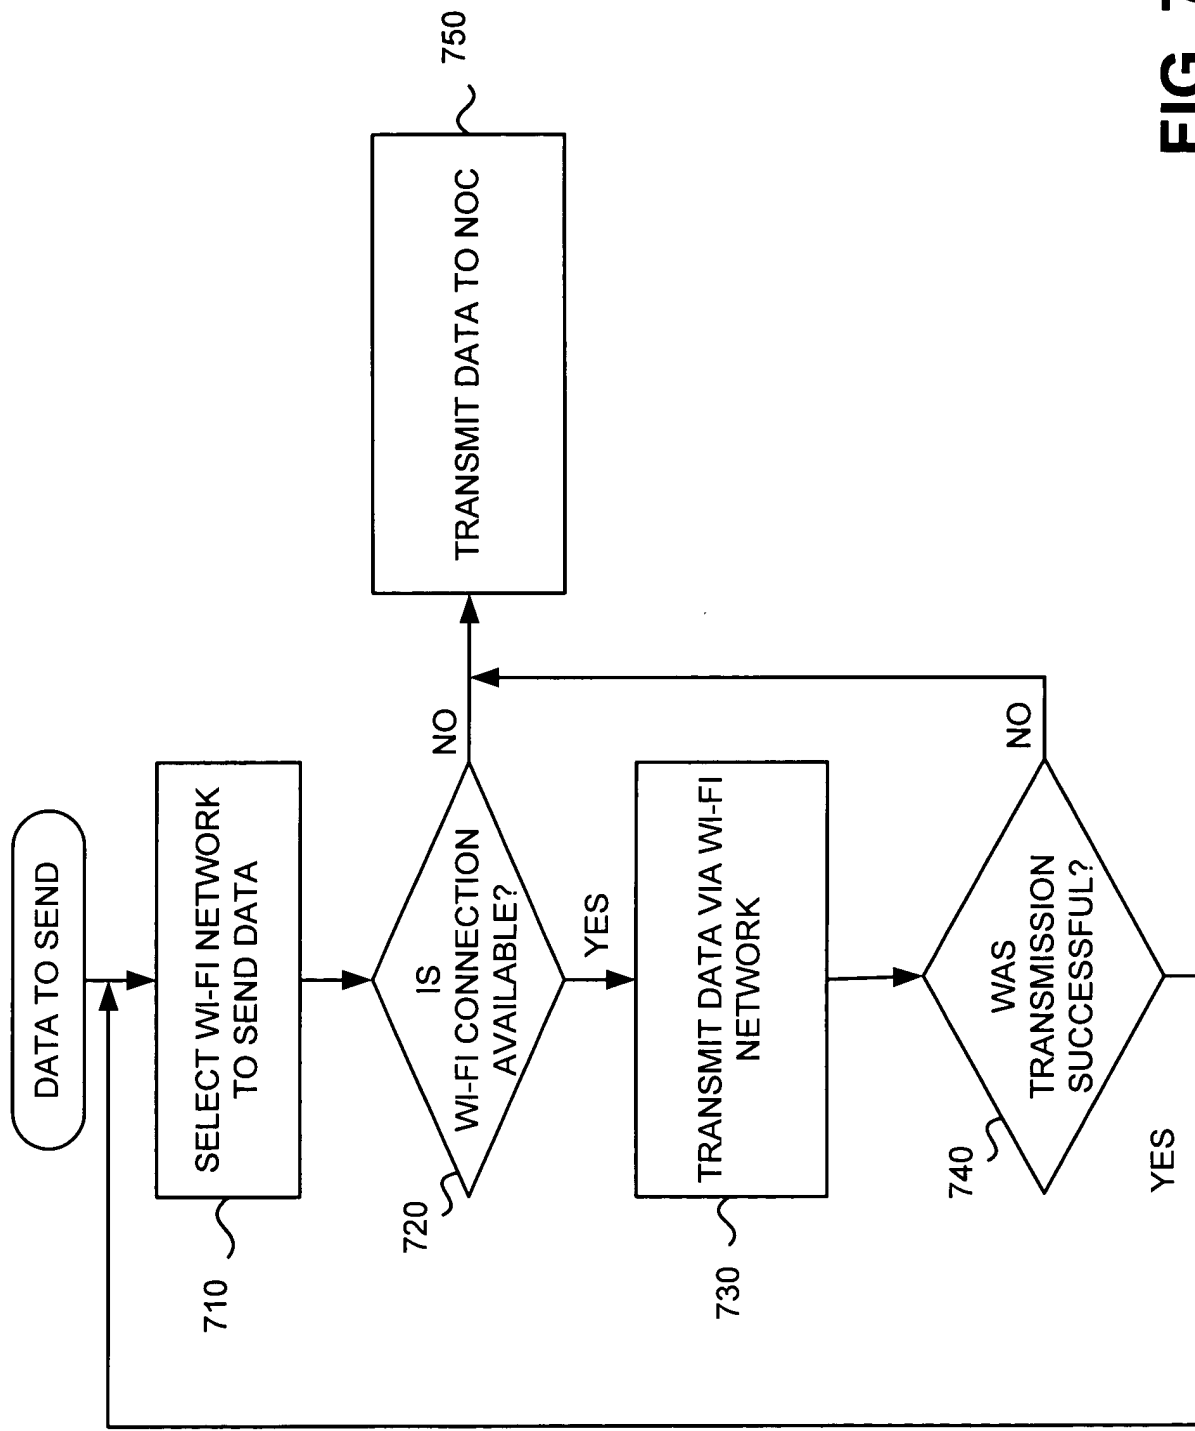 DATA TO SEND
SELECT WI-FI NETWORK
TO SEND DATA
710
IS
WI-FI CONNECTION
AVAILABLE?
720
NO
YES
TRANSMIT DATA TO NOC
750
TRANSMIT DATA VIA WI-FI
NETWORK
730
WAS
TRANSMISSION
SUCCESSFUL?
740
NO
YES
FIG. 7